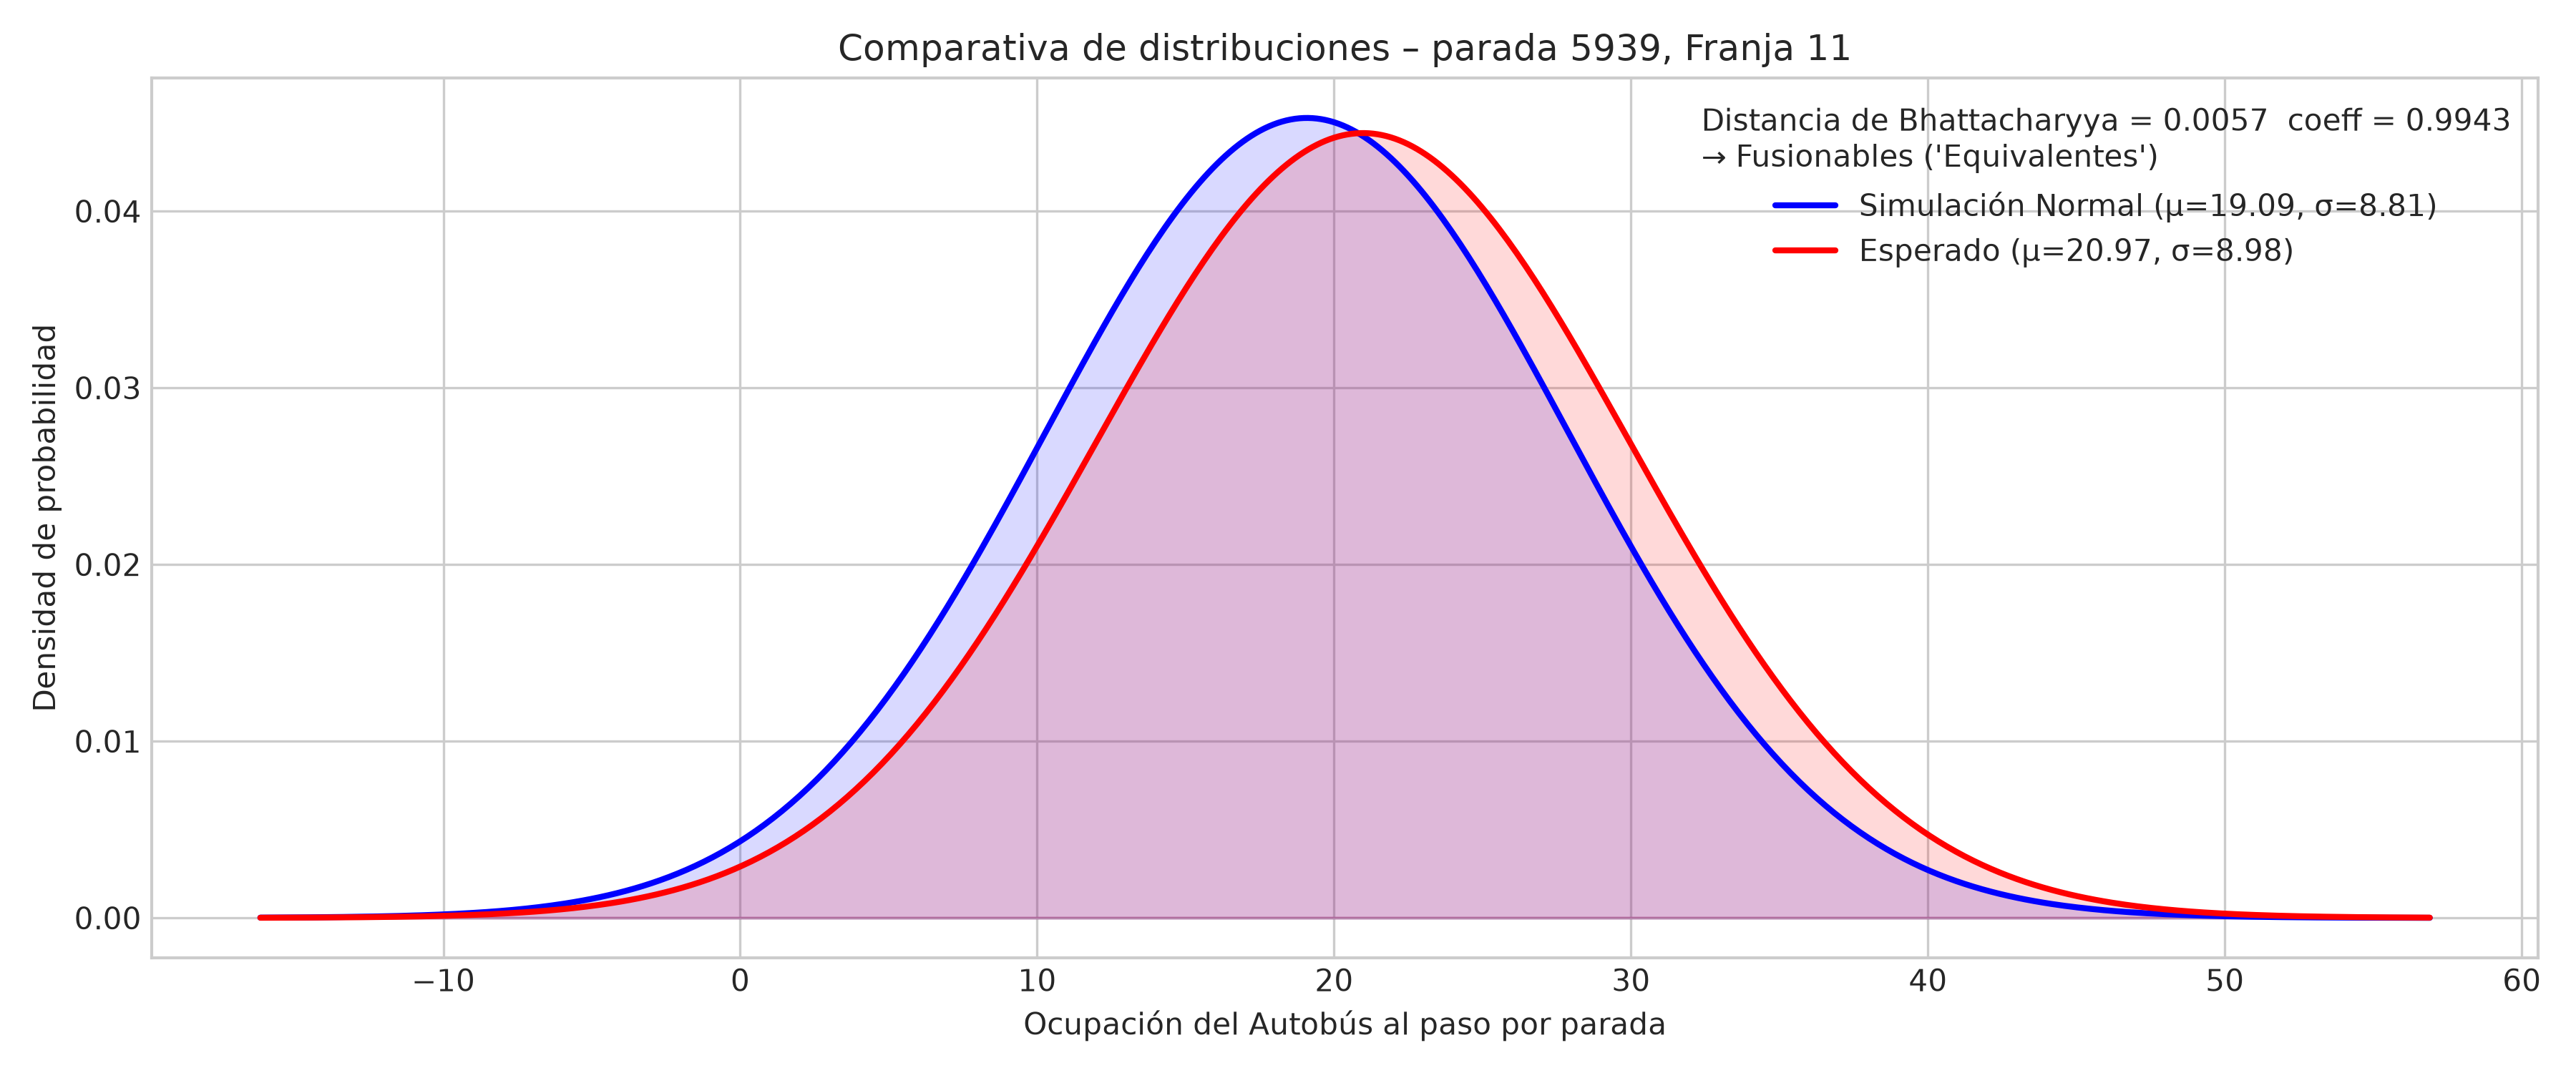 Comparativa de distribuciones – parada 5939, Franja 11
Distancia de Bhattacharyya = 0.0057  coeff = 0.9943
→ Fusionables ('Equivalentes')
Simulación Normal (μ=19.09, σ=8.81)
Esperado (μ=20.97, σ=8.98)
Densidad de probabilidad
0.04
0.03
0.02
0.01
0.00
−10 0 10 20 30 40 50 60
Ocupación del Autobús al paso por parada